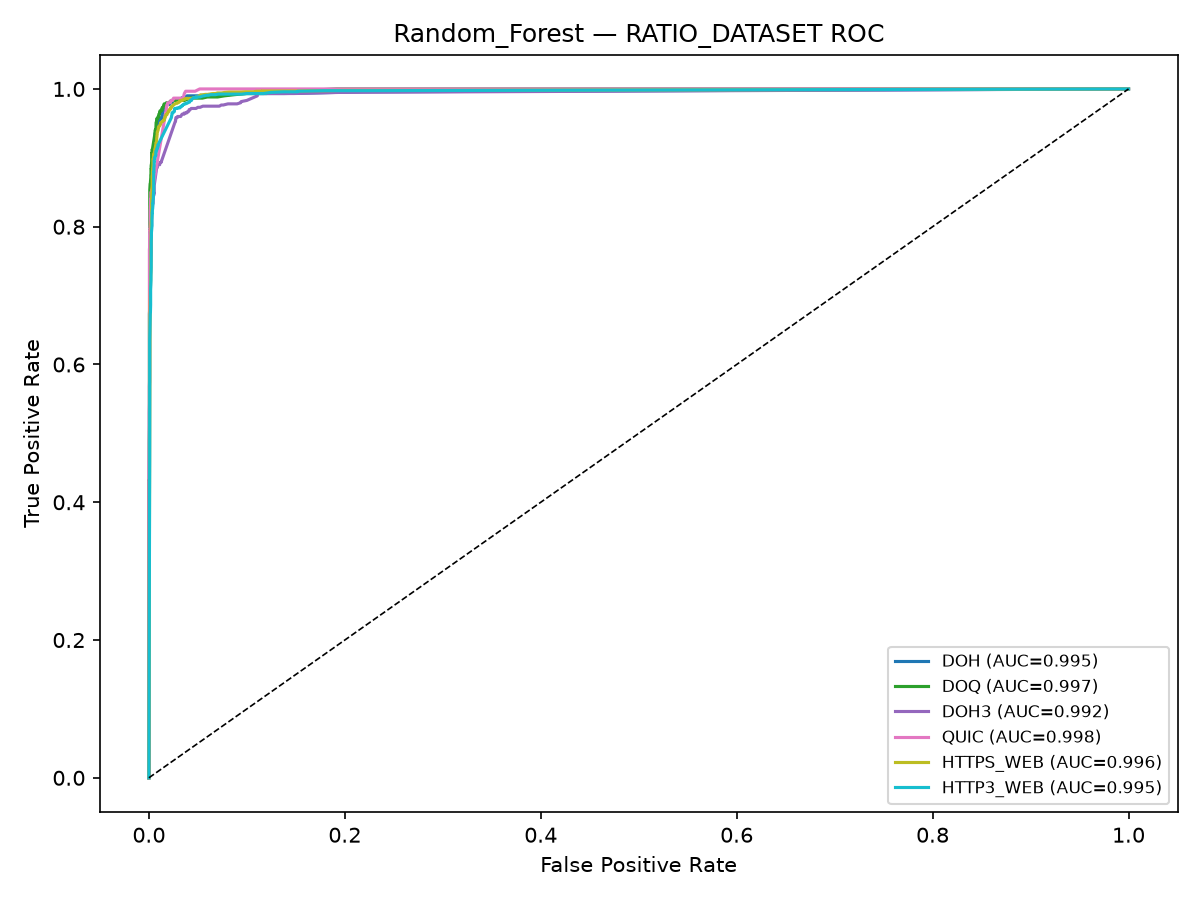 Random_Forest — RATIO_DATASET ROC
True Positive Rate
1.0
0.8
0.6
0.4
0.2
0.0
DOH (AUC=0.995)
DOQ (AUC=0.997)
DOH3 (AUC=0.992)
QUIC (AUC=0.998)
HTTPS_WEB (AUC=0.996)
HTTP3_WEB (AUC=0.995)
0.0 0.2 0.4 0.6 0.8 1.0
False Positive Rate